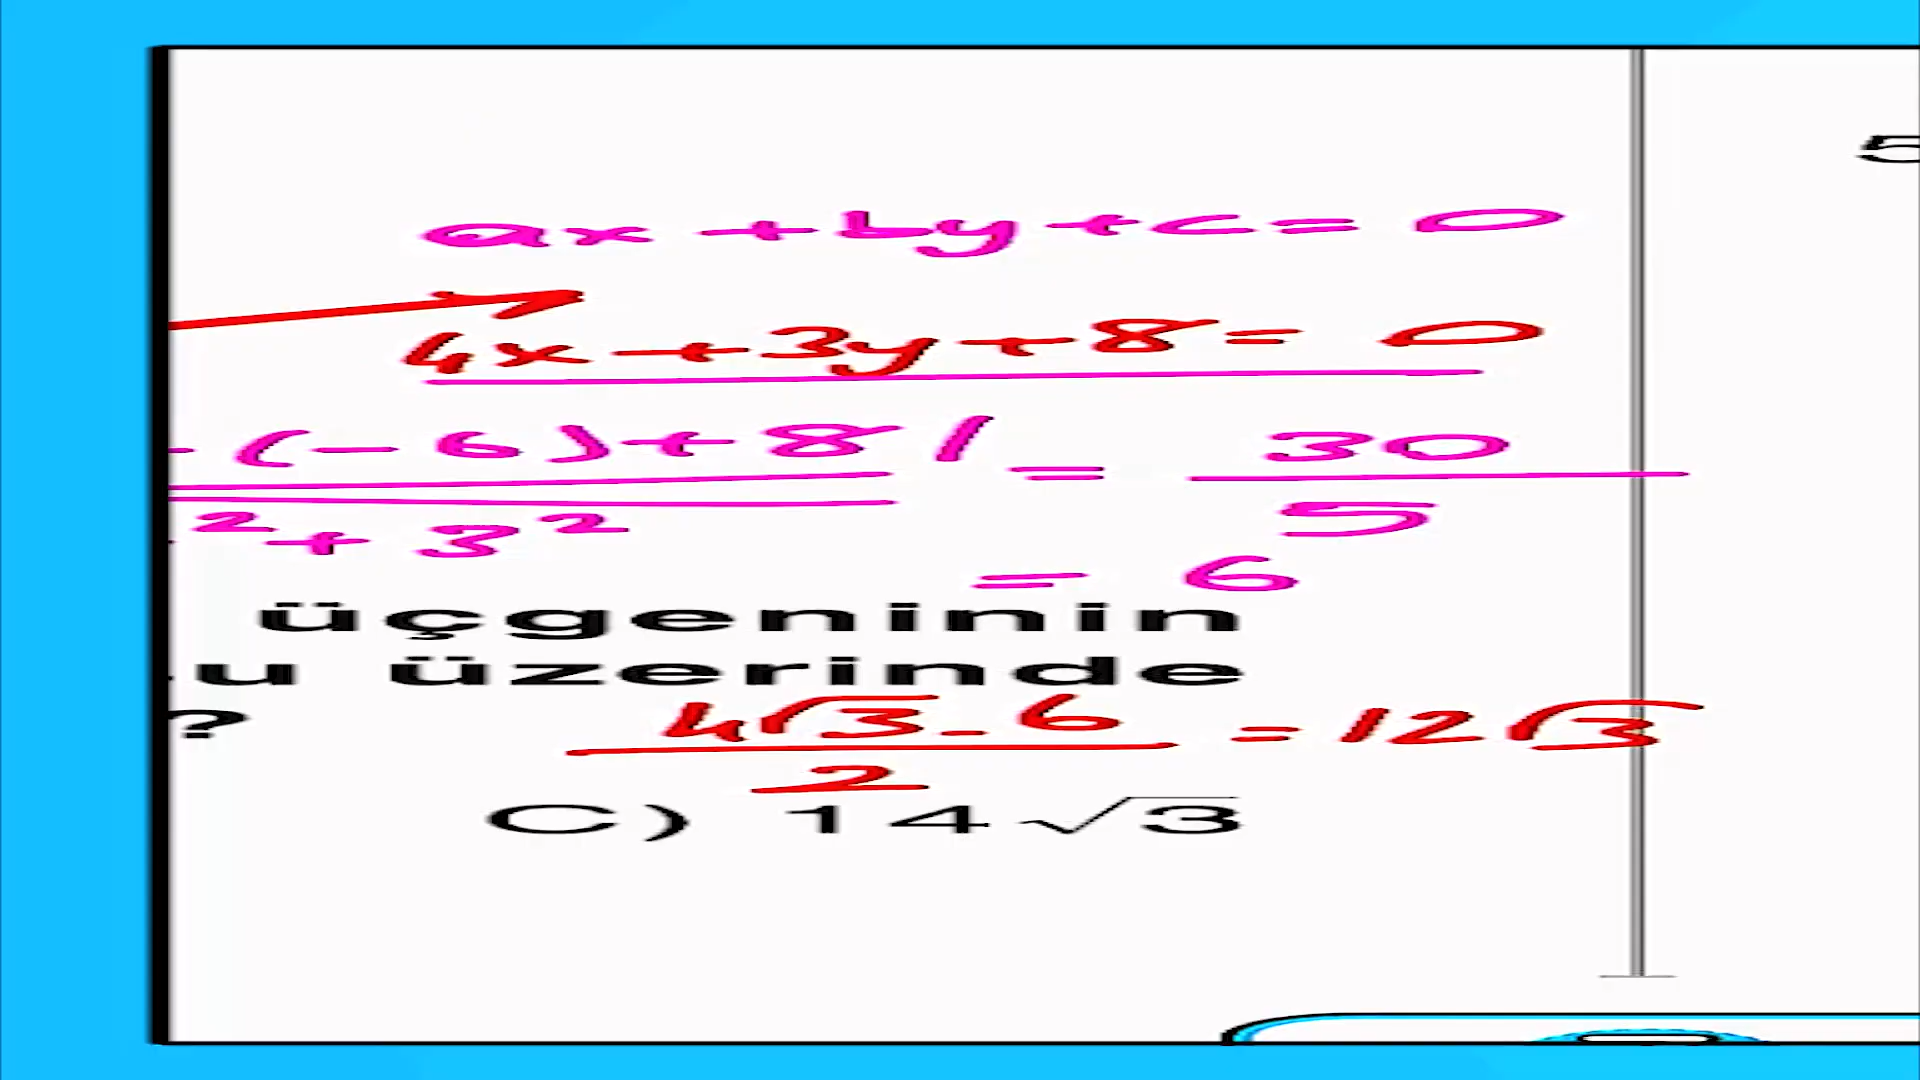 5
ax + by + c = 0
4x + 3y + 8 = 0
(-6) + 8 | = 30/5
² + 3²
= 6
üçgeninin
u üzerinde
?
4√3 . 6 / 2 = 12√3
C) 14√3